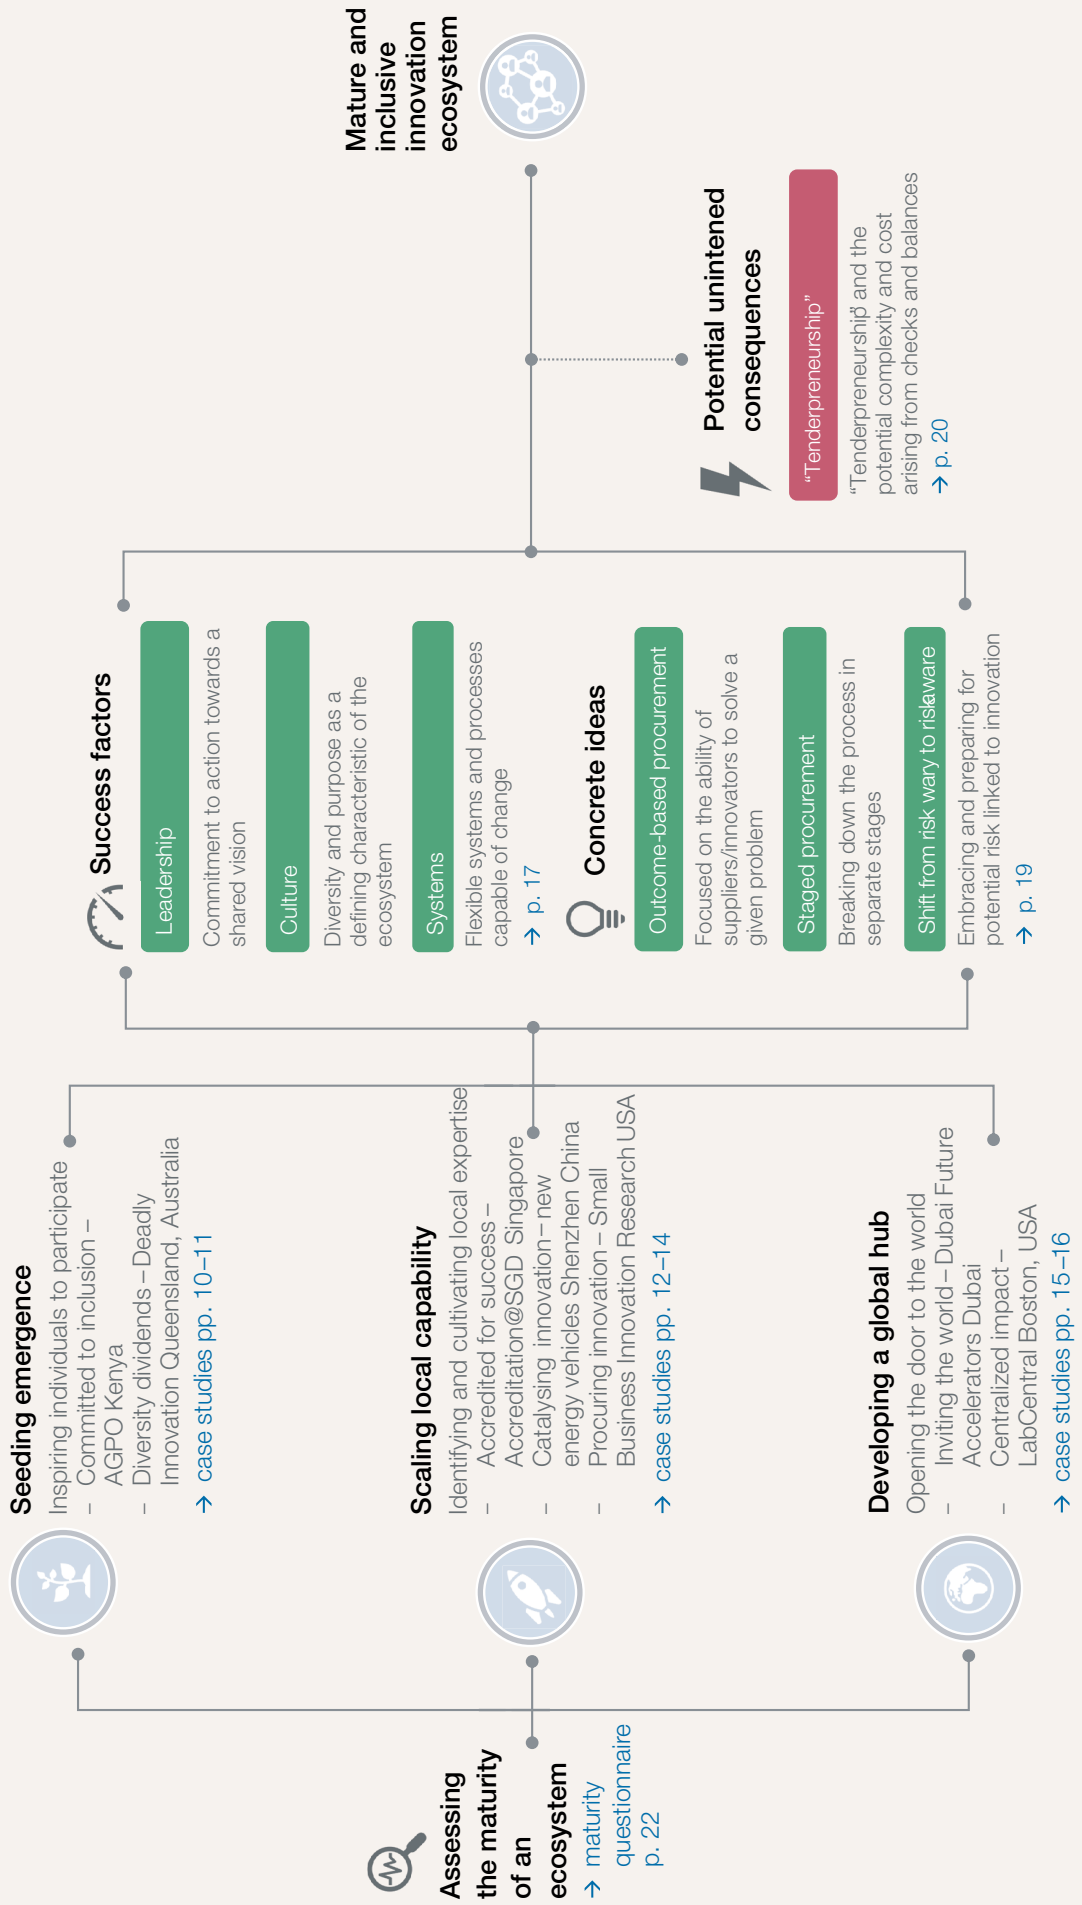 Assessing
the maturity
of an
ecosystem
→ maturity
questionnaire
p. 22
Seeding emergence
Inspiring individuals to participate
– Committed to inclusion –
AGPO Kenya
– Diversity dividends – Deadly
Innovation Queensland, Australia
→ case studies pp. 10–11
Scaling local capability
Identifying and cultivating local expertise
– Accredited for success –
Accreditation@SGD Singapore
– Catalysing innovation – new
energy vehicles Shenzhen China
– Procuring innovation – Small
Business Innovation Research USA
→ case studies pp. 12–14
Developing a global hub
Opening the door to the world
– Inviting the world – Dubai Future
Accelerators Dubai
– Centralized impact –
LabCentral Boston, USA
→ case studies pp. 15–16
Success factors
Leadership
Commitment to action towards a
shared vision
Culture
Diversity and purpose as a
defining characteristic of the
ecosystem
Systems
Flexible systems and processes
capable of change
→ p. 17
Concrete ideas
Outcome-based procurement
Focused on the ability of
suppliers/innovators to solve a
given problem
Staged procurement
Breaking down the process in
separate stages
Shift from risk wary to risk-aware
Embracing and preparing for
potential risk linked to innovation
→ p. 19
Potential unintened
consequences
“Tenderpreneurship”
“Tenderpreneurship” and the
potential complexity and cost
arising from checks and balances
→ p. 20
Mature and
inclusive
innovation
ecosystem